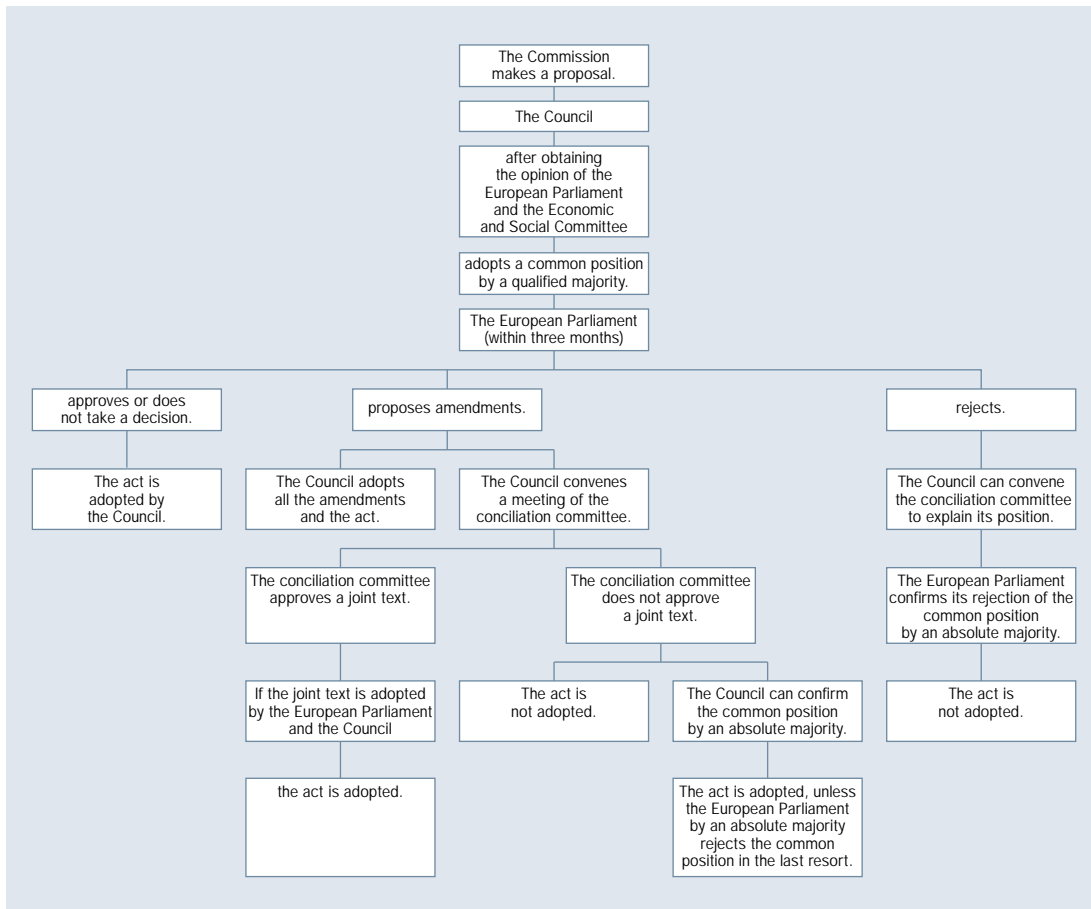 The Commission
makes a proposal.
The Council
after obtaining
the opinion of the
European Parliament
and the Economic
and Social Committee
adopts a common position
by a qualified majority.
The European Parliament
(within three months)
approves or does
not take a decision.
proposes amendments.
rejects.
The act is
adopted by
the Council.
The Council adopts
all the amendments
and the act.
The Council convenes
a meeting of the
conciliation committee.
The Council can convene
the conciliation committee
to explain its position.
The conciliation committee
approves a joint text.
The conciliation committee
does not approve
a joint text.
The European Parliament
confirms its rejection of the
common position
by an absolute majority.
If the joint text is adopted
by the European Parliament
and the Council
The act is
not adopted.
The Council can confirm
the common position
by an absolute majority.
The act is
not adopted.
the act is adopted.
The act is adopted, unless
the European Parliament
by an absolute majority
rejects the common
position in the last resort.